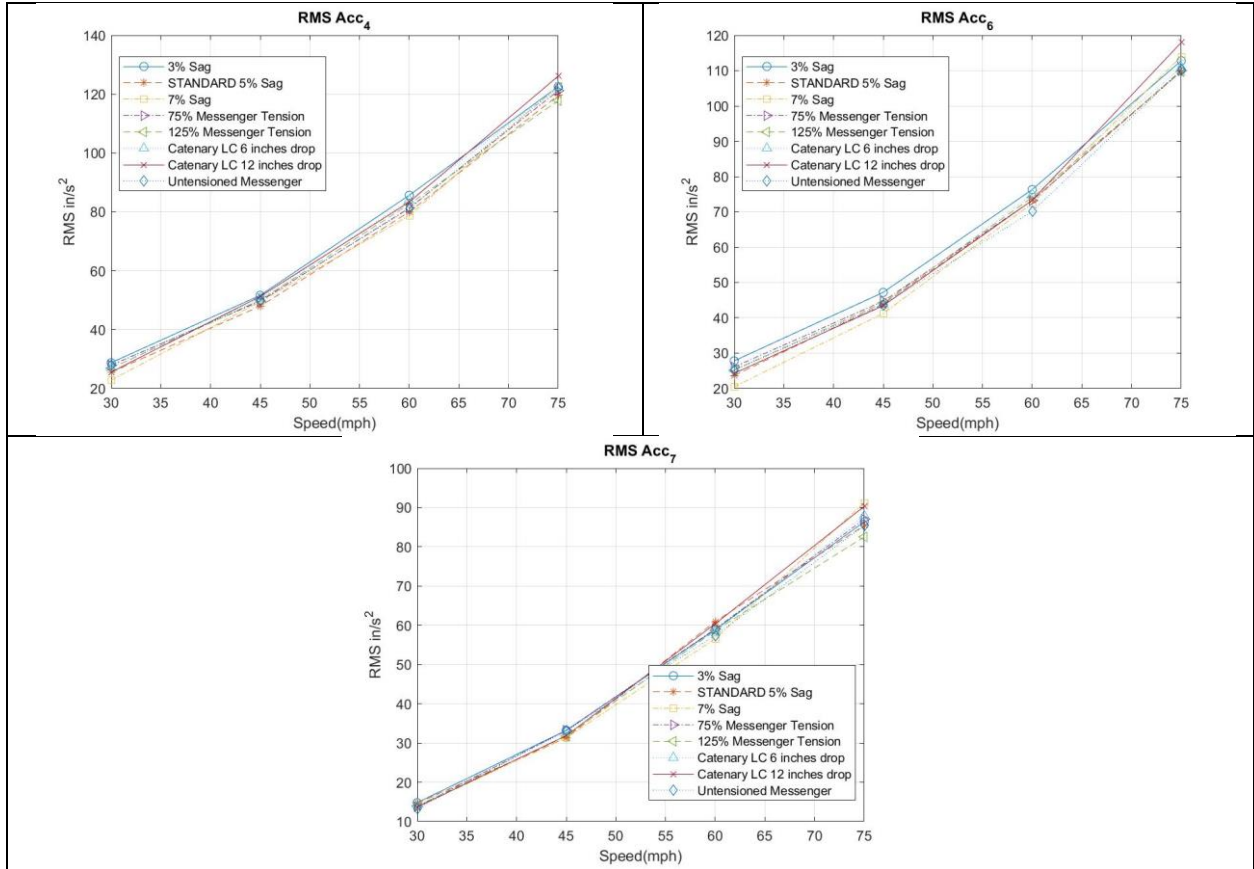 RMS Acc4
140
120
100
80
60
40
20
RMS in/s2
3% Sag
STANDARD 5% Sag
7% Sag
75% Messenger Tension
125% Messenger Tension
Catenary LC 6 inches drop
Catenary LC 12 inches drop
Untensioned Messenger
30 35 40 45 50 55 60 65 70 75
Speed(mph)
RMS Acc6
120
110
100
90
80
70
60
50
40
30
20
RMS in/s2
3% Sag
STANDARD 5% Sag
7% Sag
75% Messenger Tension
125% Messenger Tension
Catenary LC 6 inches drop
Catenary LC 12 inches drop
Untensioned Messenger
30 35 40 45 50 55 60 65 70 75
Speed(mph)
RMS Acc7
100
90
80
70
60
50
40
30
20
10
RMS in/s2
3% Sag
STANDARD 5% Sag
7% Sag
75% Messenger Tension
125% Messenger Tension
Catenary LC 6 inches drop
Catenary LC 12 inches drop
Untensioned Messenger
30 35 40 45 50 55 60 65 70 75
Speed(mph)